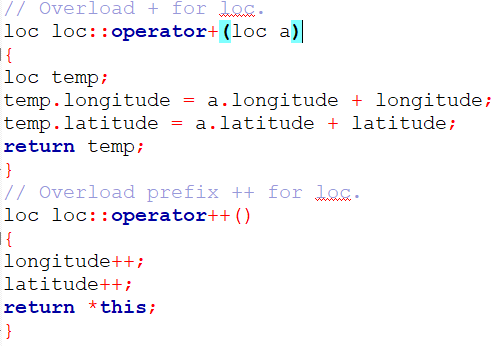 // Overload + for loc.
loc loc::operator+(loc a)
{
loc temp;
temp.longitude = a.longitude + longitude;
temp.latitude = a.latitude + latitude;
return temp;
}
// Overload prefix ++ for loc.
loc loc::operator++()
{
longitude++;
latitude++;
return *this;
}